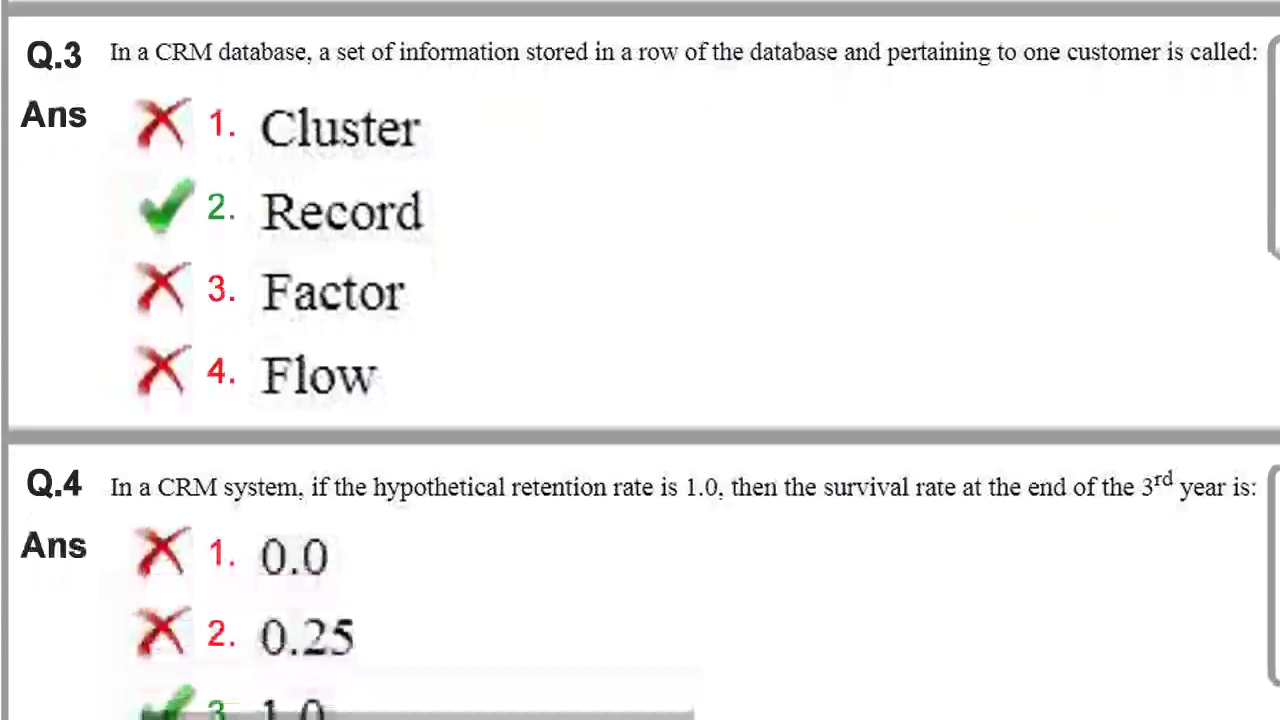 Q.3 In a CRM database, a set of information stored in a row of the database and pertaining to one customer is called:
Ans 1. Cluster
2. Record
3. Factor
4. Flow
Q.4 In a CRM system, if the hypothetical retention rate is 1.0, then the survival rate at the end of the 3rd year is:
Ans 1. 0.0
2. 0.25
3. 1.0